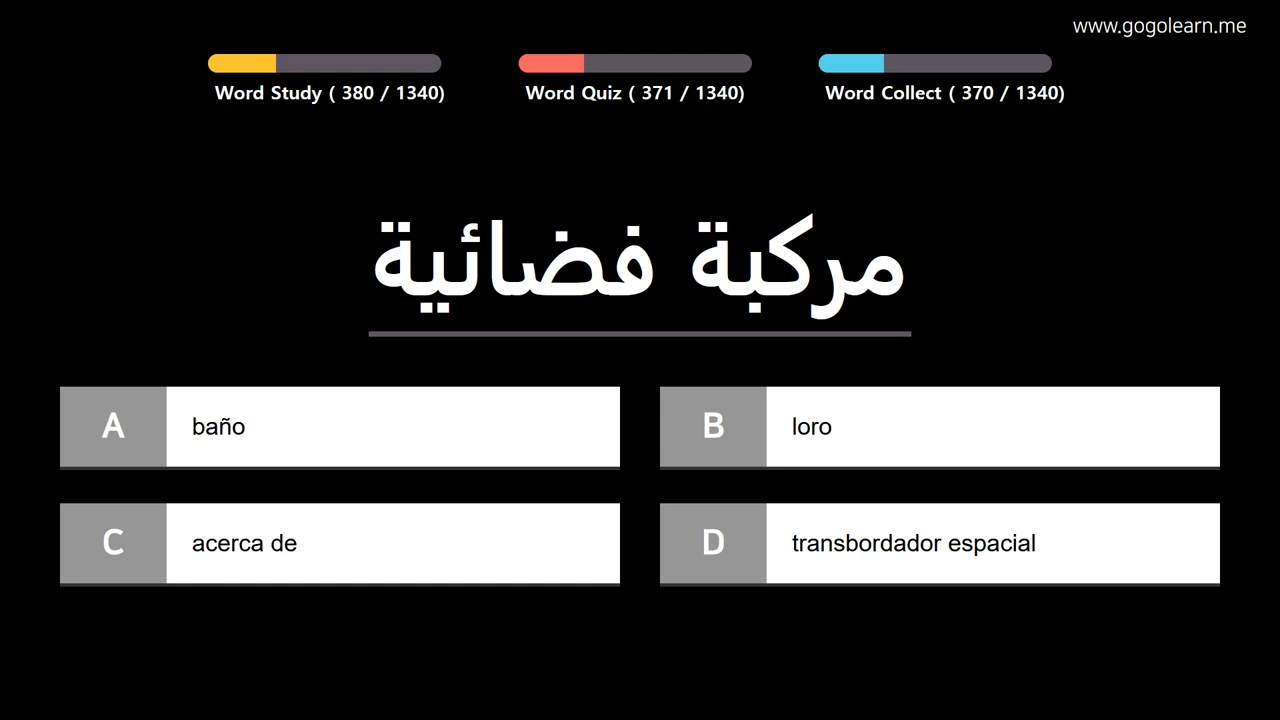 www.gogolearn.me
Word Study ( 380 / 1340)
Word Quiz ( 371 / 1340)
Word Collect ( 370 / 1340)
مركبة فضائية
A
baño
B
loro
C
acerca de
D
transbordador espacial